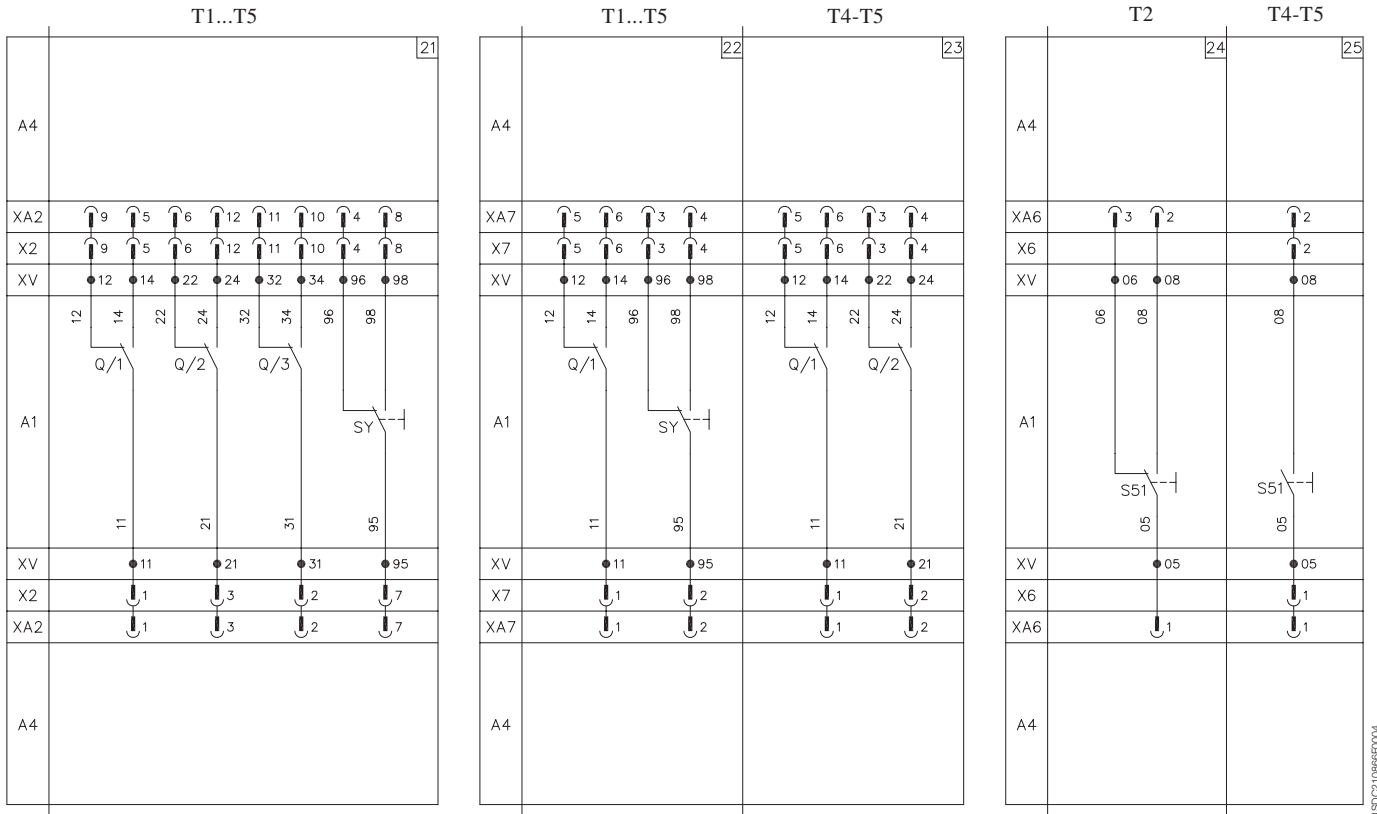 T1...T5 T1...T5 T4-T5 T2 T4-T5
21 22 23 24 25
A4 A4 A4
XA2 9 5 6 12 11 10 4 8 XA7 5 6 3 4 5 6 3 4 XA6 3 2 2
X2 9 5 6 12 11 10 4 8 X7 5 6 3 4 5 6 3 4 X6 2
XV 12 14 22 24 32 34 96 98 XV 12 14 96 98 12 14 22 24 XV 06 08 08
12 14 22 24 32 34 96 98 12 14 96 98 12 14 22 24 06 08 08
Q/1 Q/2 Q/3 Q/1 Q/1 Q/2
A1 A1 A1
SY SY
S51 S51
11 21 31 95 11 95 11 21 05 05
XV 11 21 31 95 XV 11 95 11 21 XV 05 05
X2 1 3 2 7 X7 1 2 1 2 X6 1
XA2 1 3 2 7 XA7 1 2 1 2 XA6 1 1
A4 A4 A4